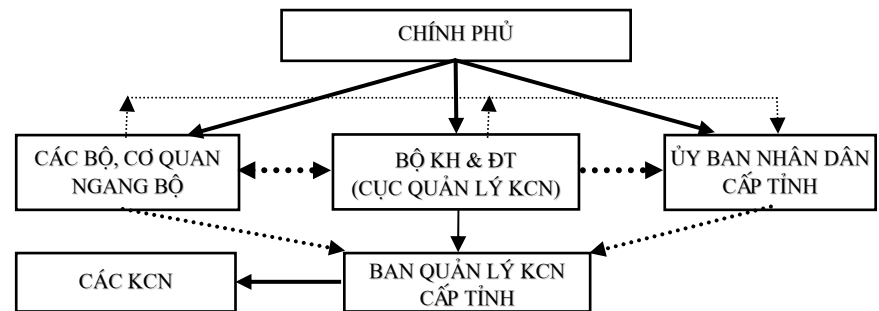 CHÍNH PHỦ
CÁC BỘ, CƠ QUAN
NGANG BỘ
BỘ KH & ĐT
(CỤC QUẢN LÝ KCN)
ỦY BAN NHÂN DÂN
CẤP TỈNH
CÁC KCN
BAN QUẢN LÝ KCN
CẤP TỈNH